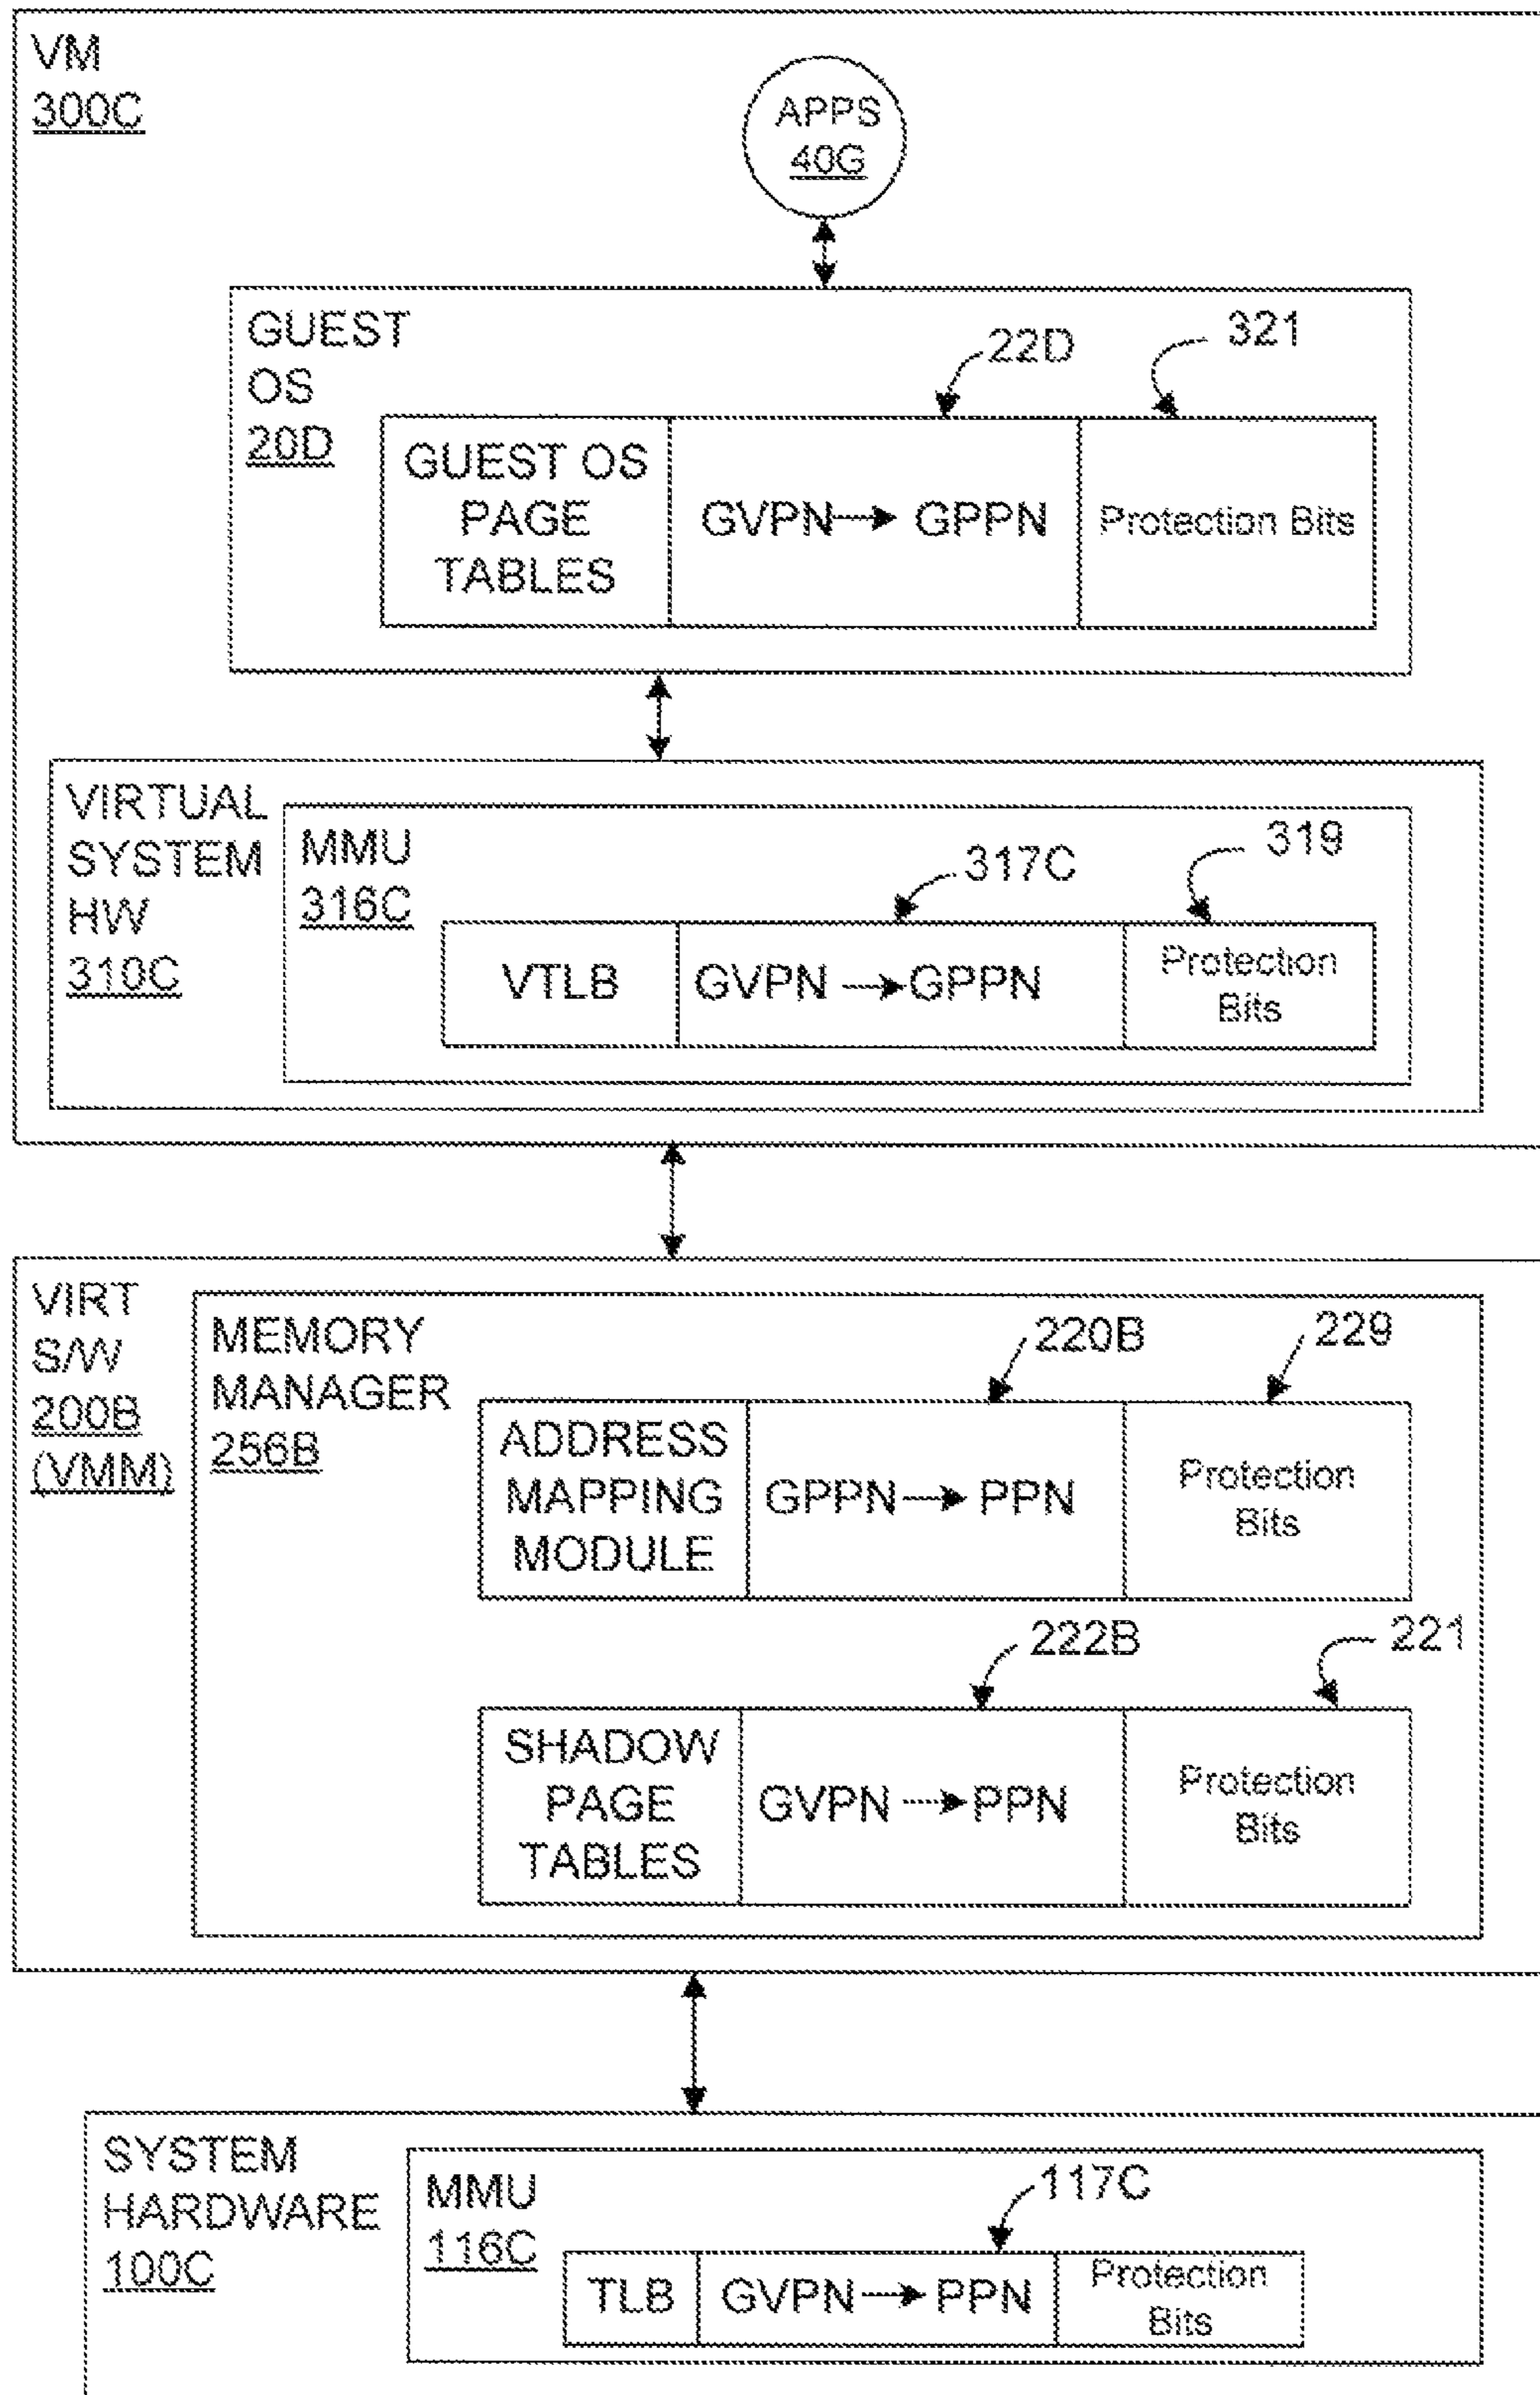 VM
300C
APPS
40G
GUEST
OS
20D
22D
321
GUEST OS
PAGE
TABLES
GVPN → GPPN
Protection Bits
VIRTUAL
SYSTEM
HW
310C
MMU
316C
317C
319
VTLB
GVPN → GPPN
Protection
Bits
VIRT
S/W
200B
(VMM)
MEMORY
MANAGER
256B
220B
229
ADDRESS
MAPPING
MODULE
GPPN → PPN
Protection
Bits
222B
221
SHADOW
PAGE
TABLES
GVPN → PPN
Protection
Bits
SYSTEM
HARDWARE
100C
MMU
116C
117C
TLB
GVPN → PPN
Protection
Bits